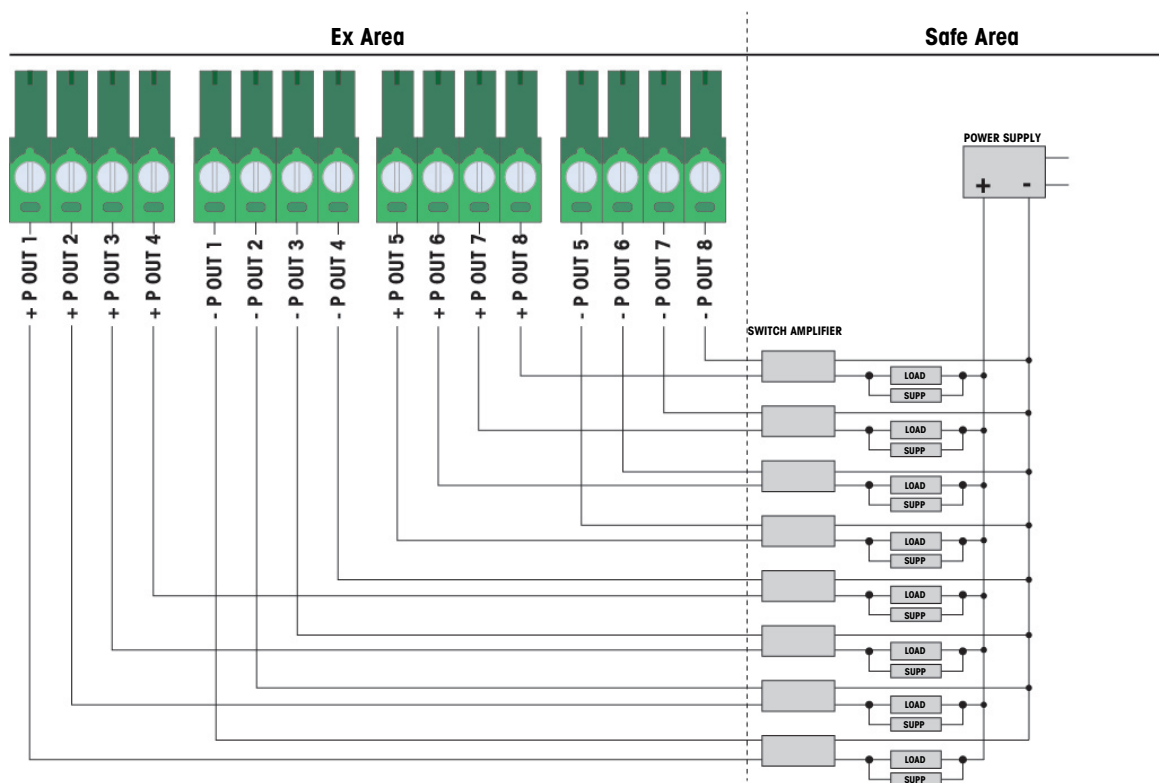 Ex Area
Safe Area
POWER SUPPLY
+ -
+ P OUT 1
+ P OUT 2
+ P OUT 3
+ P OUT 4
- P OUT 1
- P OUT 2
- P OUT 3
- P OUT 4
+ P OUT 5
+ P OUT 6
+ P OUT 7
+ P OUT 8
- P OUT 5
- P OUT 6
- P OUT 7
- P OUT 8
SWITCH AMPLIFIER
LOAD
SUPP
LOAD
SUPP
LOAD
SUPP
LOAD
SUPP
LOAD
SUPP
LOAD
SUPP
LOAD
SUPP
LOAD
SUPP